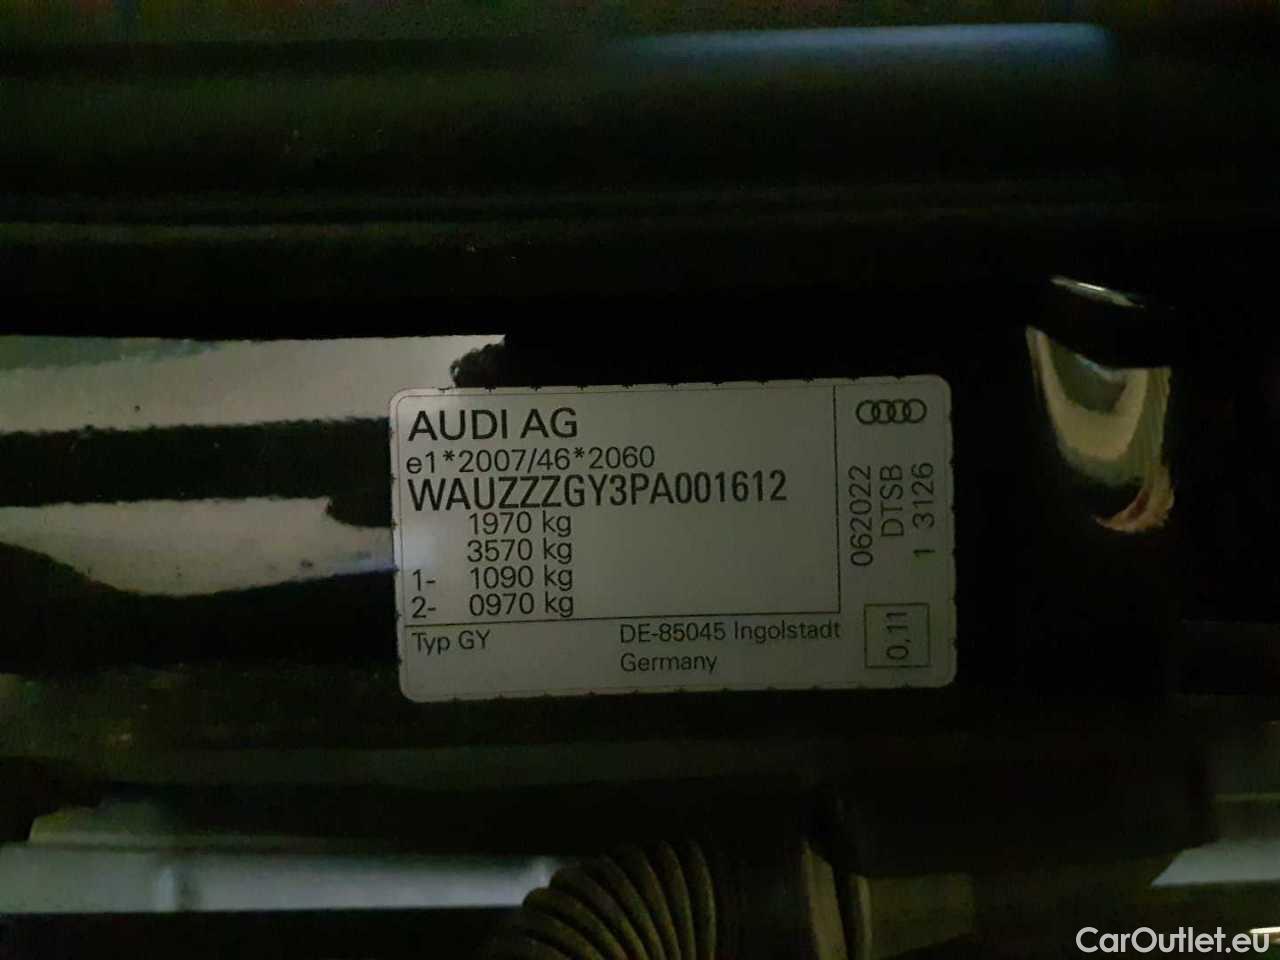 AUDI AG
e1*2007/46*2060
WAUZZZGY3PA001612
1970 kg
3570 kg
1- 1090 kg
2- 0970 kg
Typ GY
DE-85045 Ingolstadt
Germany
062022
DTSB
1 3126
0,11
CarOutlet.eu